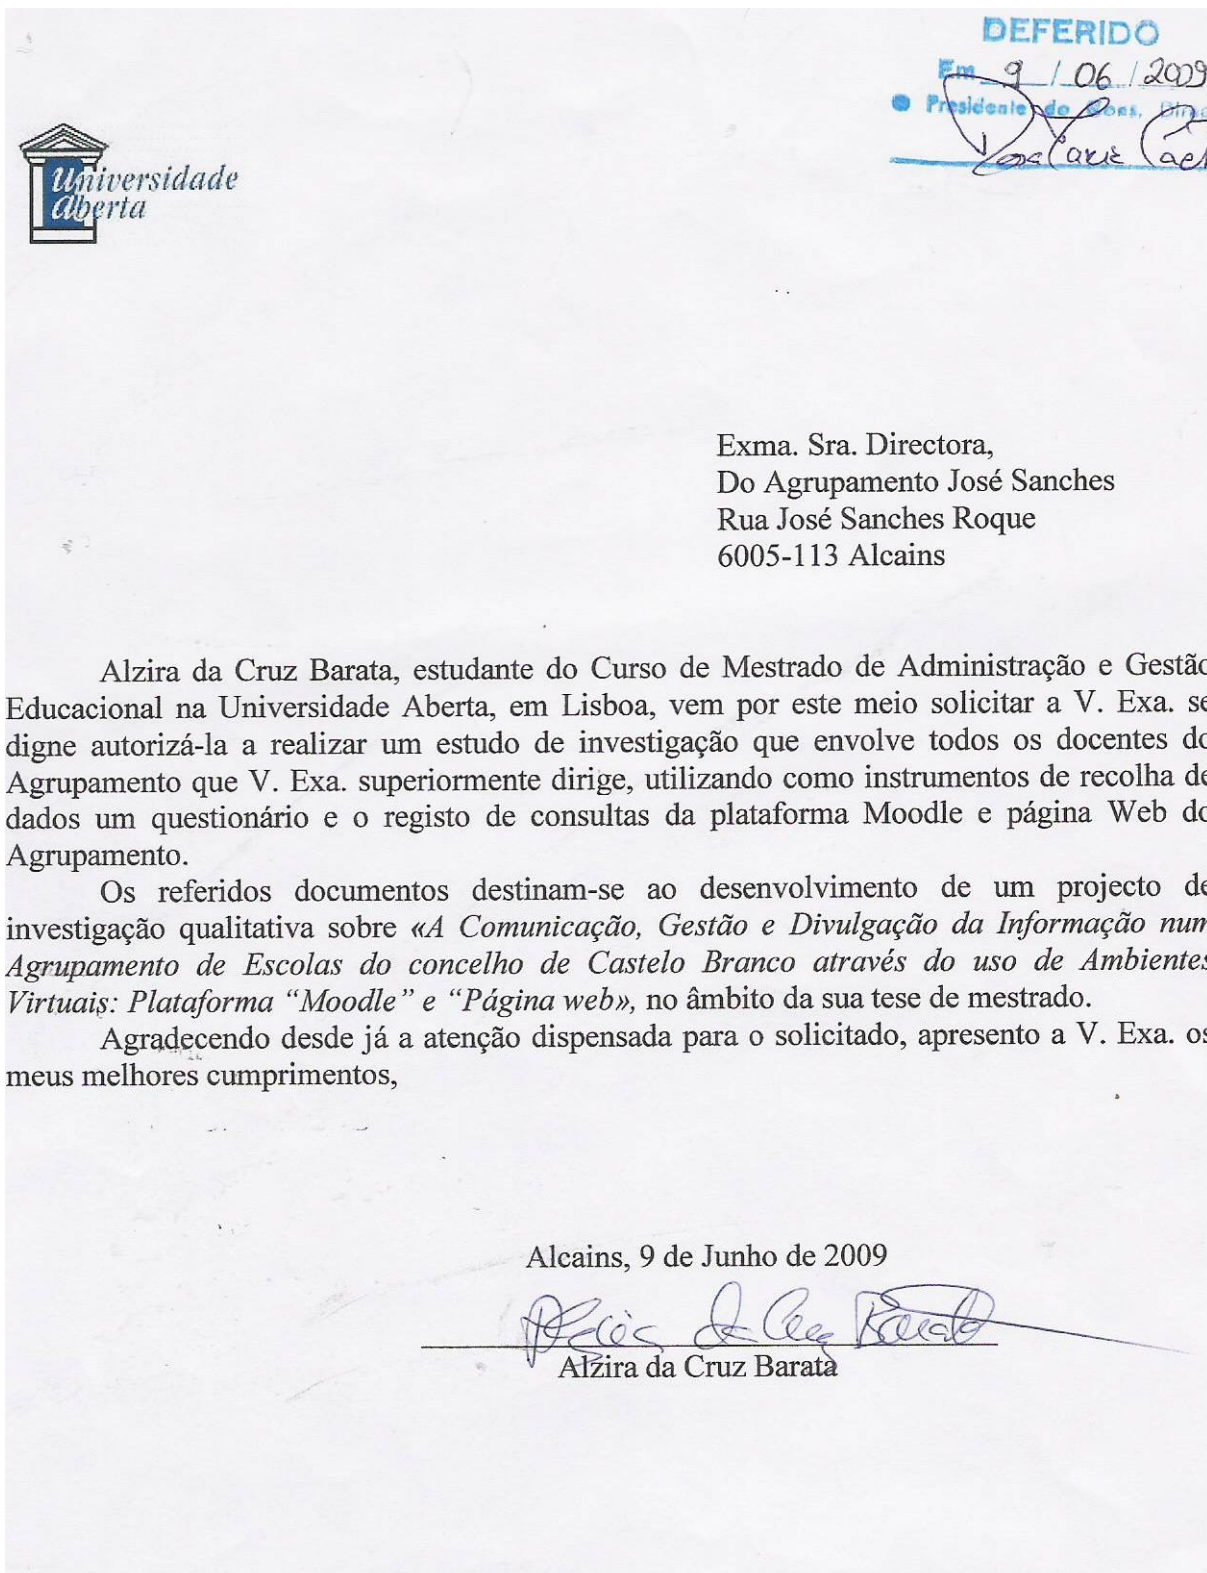 DEFERIDO
Em 9 / 06 / 2009
Presidente do Cons.
Universidade
Aberta
Exma. Sra. Directora,
Do Agrupamento José Sanches
Rua José Sanches Roque
6005-113 Alcains
Alzira da Cruz Barata, estudante do Curso de Mestrado de Administração e Gestão
Educacional na Universidade Aberta, em Lisboa, vem por este meio solicitar a V. Exa. se
digne autorizá-la a realizar um estudo de investigação que envolve todos os docentes do
Agrupamento que V. Exa. superiormente dirige, utilizando como instrumentos de recolha de
dados um questionário e o registo de consultas da plataforma Moodle e página Web do
Agrupamento.
Os referidos documentos destinam-se ao desenvolvimento de um projecto de
investigação qualitativa sobre «A Comunicação, Gestão e Divulgação da Informação num
Agrupamento de Escolas do concelho de Castelo Branco através do uso de Ambientes
Virtuais: Plataforma “Moodle” e “Página web», no âmbito da sua tese de mestrado.
Agradecendo desde já a atenção dispensada para o solicitado, apresento a V. Exa. os
meus melhores cumprimentos,
Alcains, 9 de Junho de 2009
Alzira da Cruz Barata
Alzira da Cruz Barata